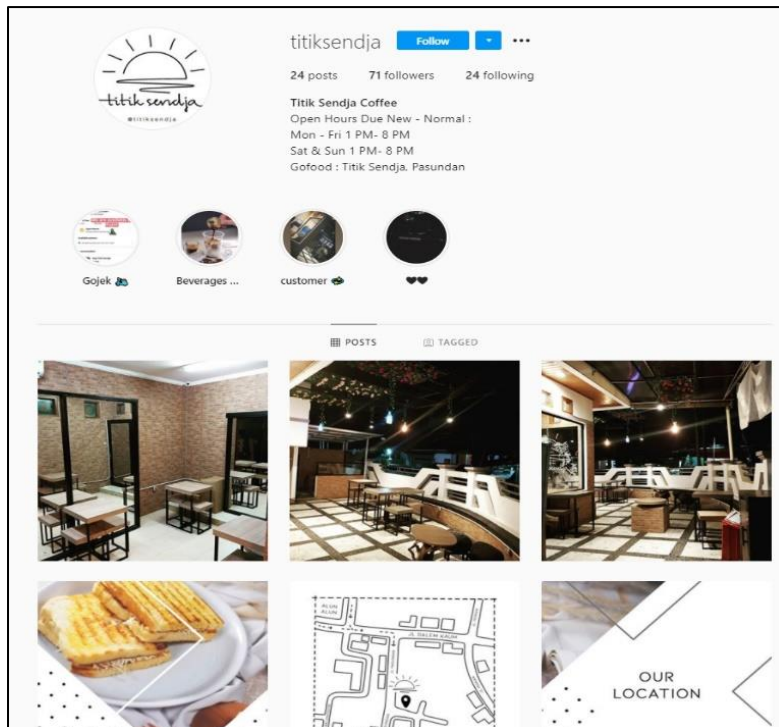 titiksendja Follow
24 posts 71 followers 24 following
titik sendja
@titiksendja
Titik Sendja Coffee
Open Hours Due New - Normal :
Mon - Fri 1 PM- 8 PM
Sat & Sun 1 PM- 8 PM
Gofood : Titik Sendja, Pasundan
Gojek Beverages ... customer
POSTS TAGGED
ALUN
ALUN
JL DALEM KAUM
OUR
LOCATION